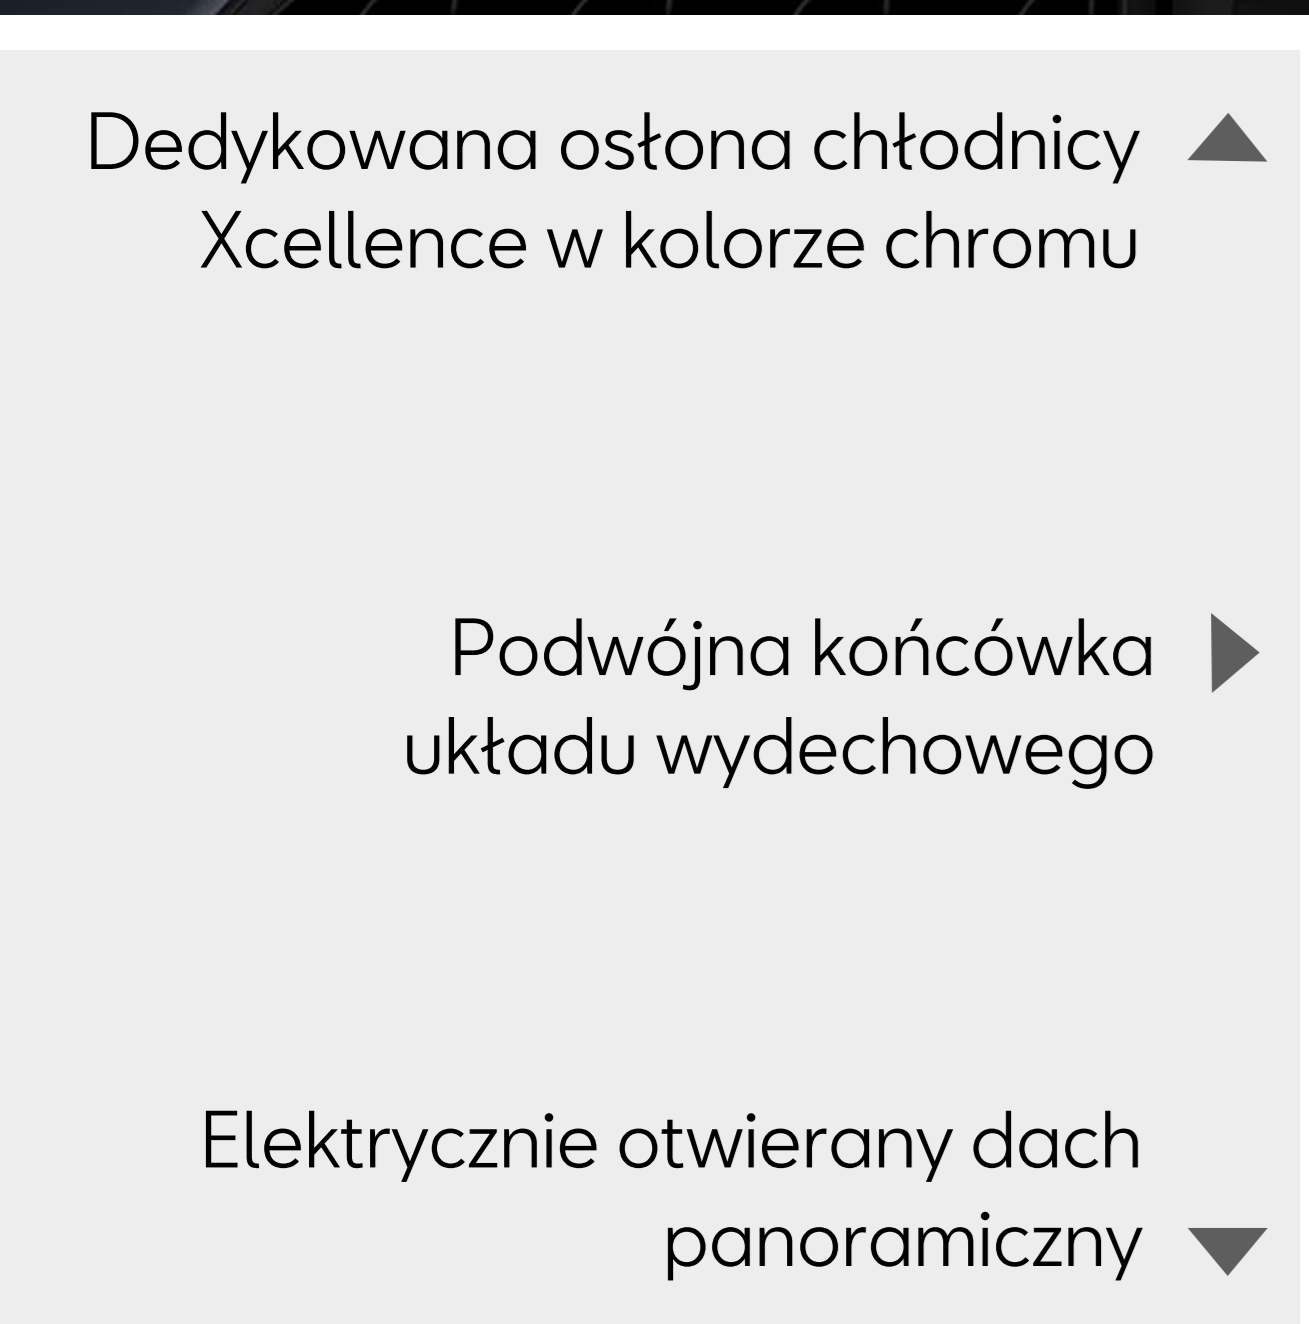 Dedykowana osłona chłodnicy
Xcellence w kolorze chromu
Podwójna końcówka
układu wydechowego
Elektrycznie otwierany dach
panoramiczny